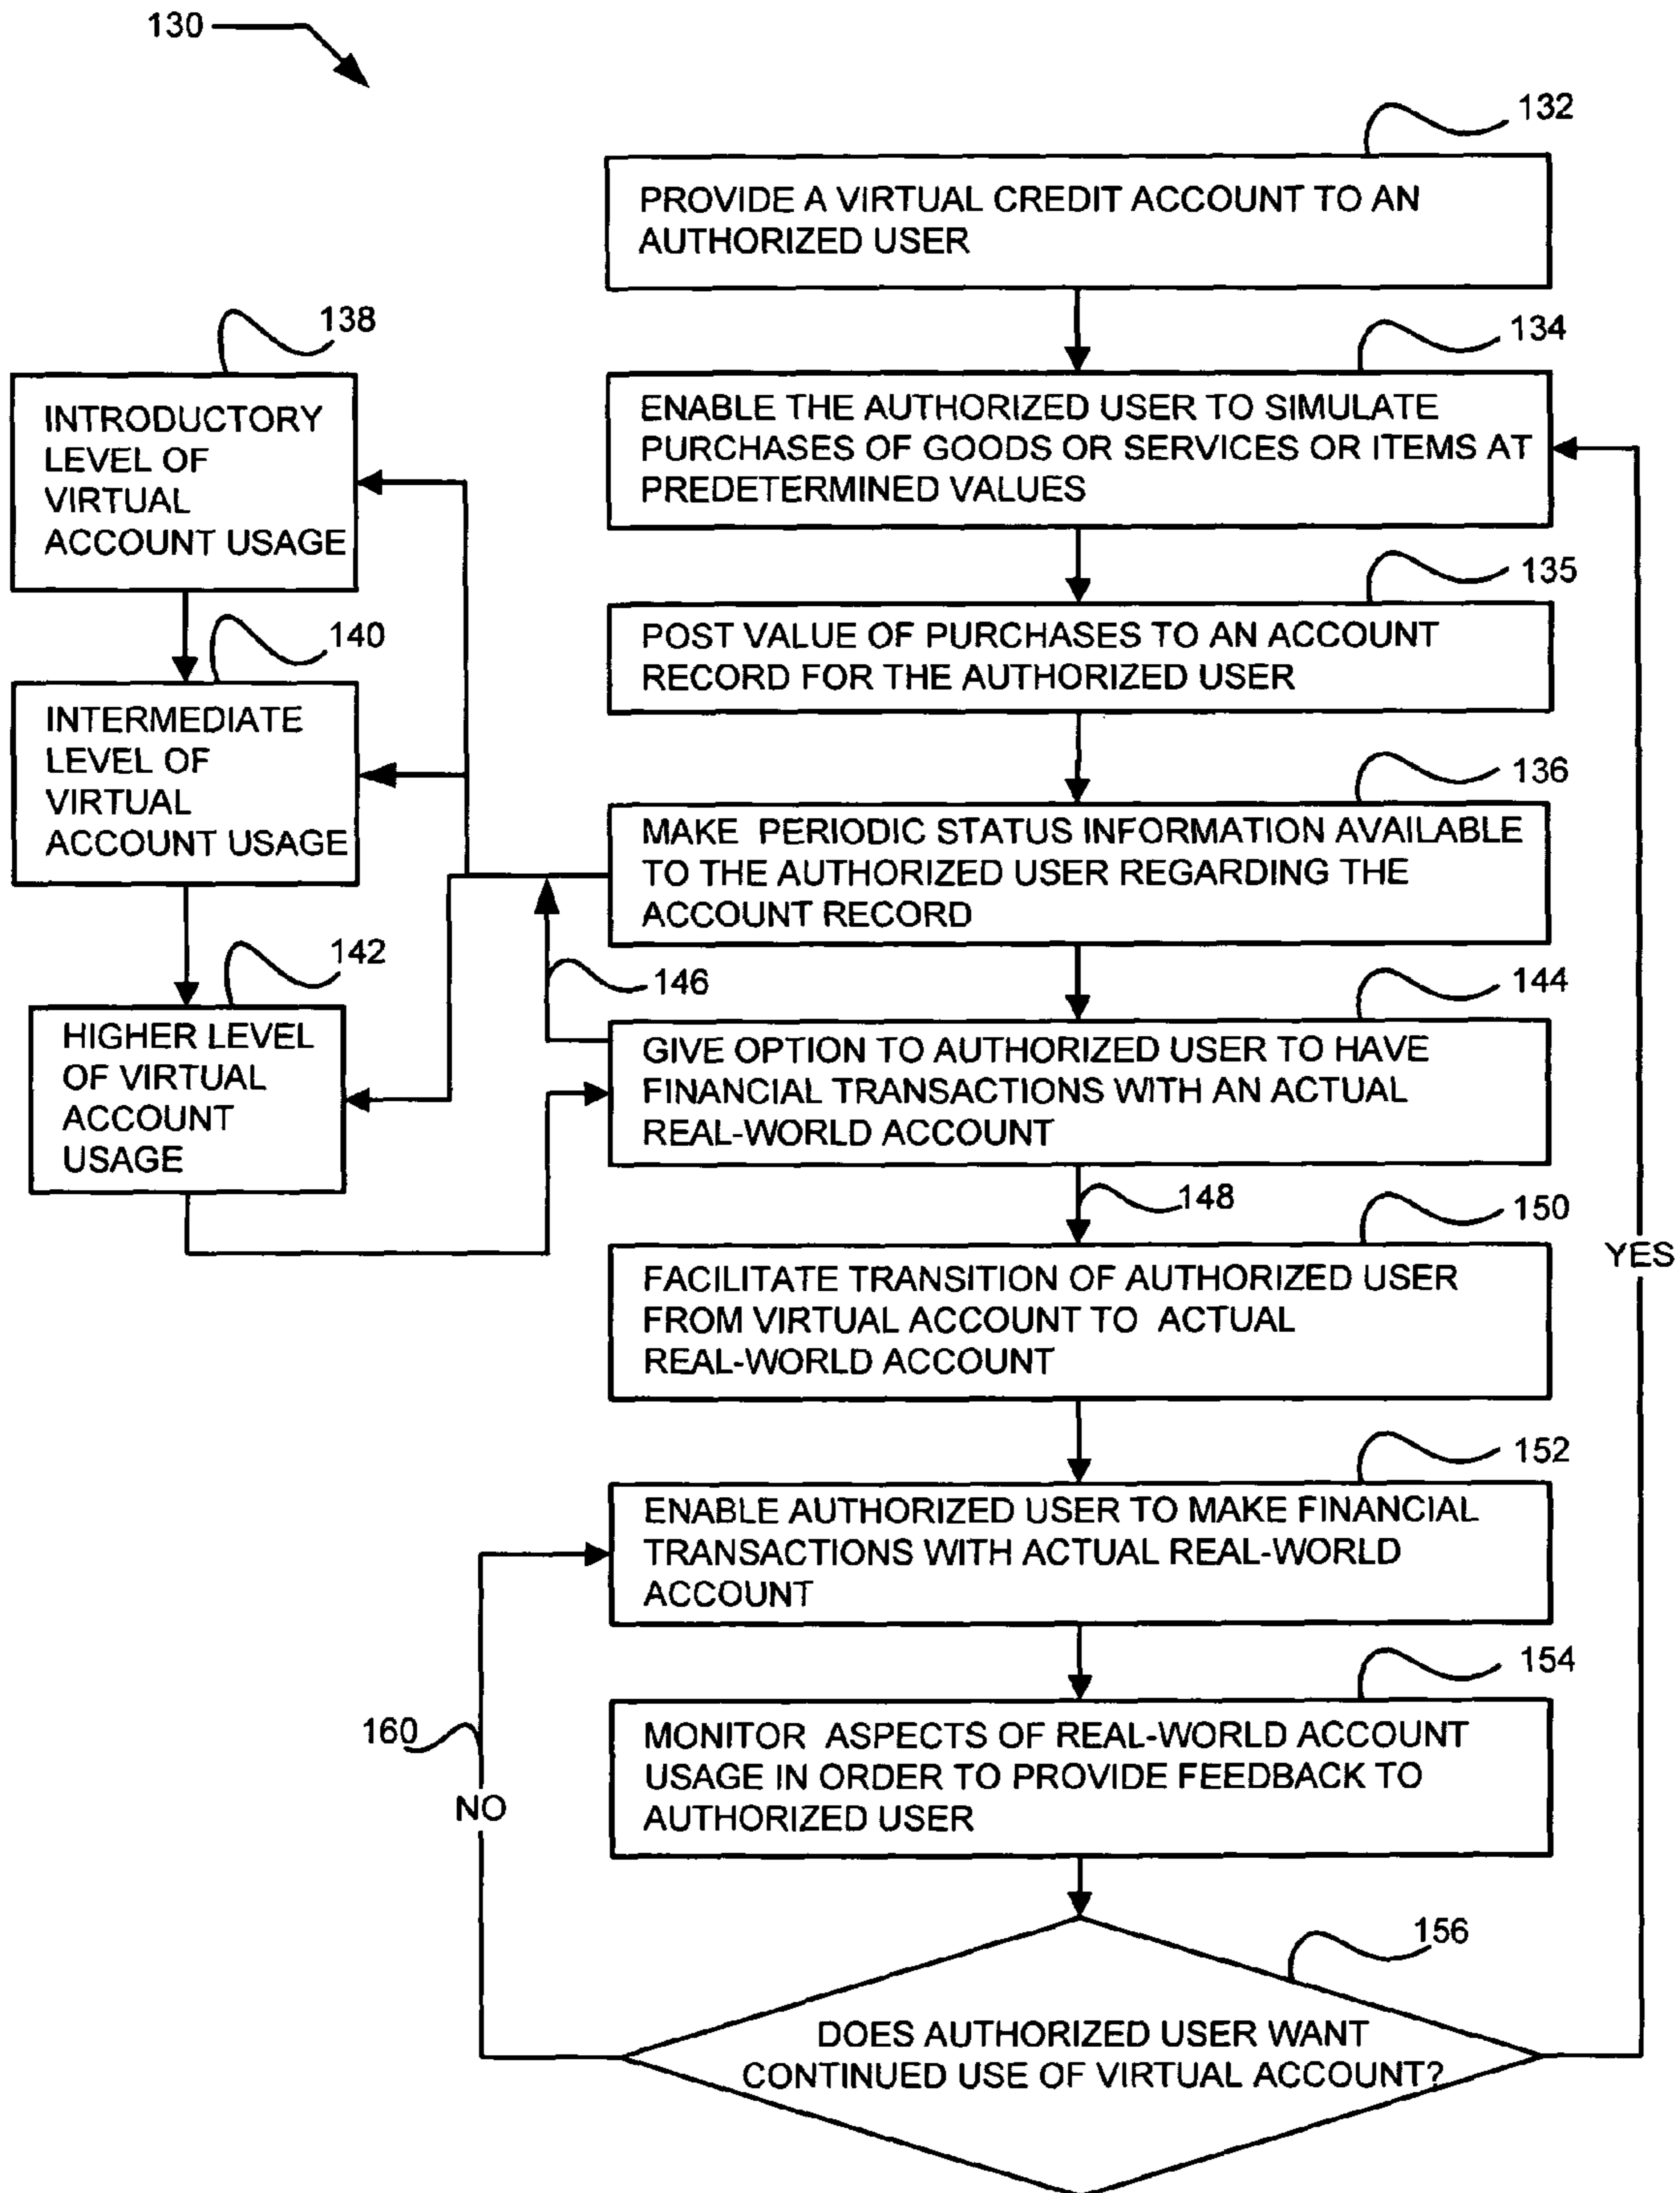 130
132
PROVIDE A VIRTUAL CREDIT ACCOUNT TO AN
AUTHORIZED USER
134
ENABLE THE AUTHORIZED USER TO SIMULATE
PURCHASES OF GOODS OR SERVICES OR ITEMS AT
PREDETERMINED VALUES
135
POST VALUE OF PURCHASES TO AN ACCOUNT
RECORD FOR THE AUTHORIZED USER
136
MAKE PERIODIC STATUS INFORMATION AVAILABLE
TO THE AUTHORIZED USER REGARDING THE
ACCOUNT RECORD
138
INTRODUCTORY
LEVEL OF
VIRTUAL
ACCOUNT USAGE
140
INTERMEDIATE
LEVEL OF
VIRTUAL
ACCOUNT USAGE
142
HIGHER LEVEL
OF VIRTUAL
ACCOUNT
USAGE
146
144
GIVE OPTION TO AUTHORIZED USER TO HAVE
FINANCIAL TRANSACTIONS WITH AN ACTUAL
REAL-WORLD ACCOUNT
148
150
FACILITATE TRANSITION OF AUTHORIZED USER
FROM VIRTUAL ACCOUNT TO ACTUAL
REAL-WORLD ACCOUNT
YES
152
ENABLE AUTHORIZED USER TO MAKE FINANCIAL
TRANSACTIONS WITH ACTUAL REAL-WORLD
ACCOUNT
154
MONITOR ASPECTS OF REAL-WORLD ACCOUNT
USAGE IN ORDER TO PROVIDE FEEDBACK TO
AUTHORIZED USER
160
NO
156
DOES AUTHORIZED USER WANT
CONTINUED USE OF VIRTUAL ACCOUNT?